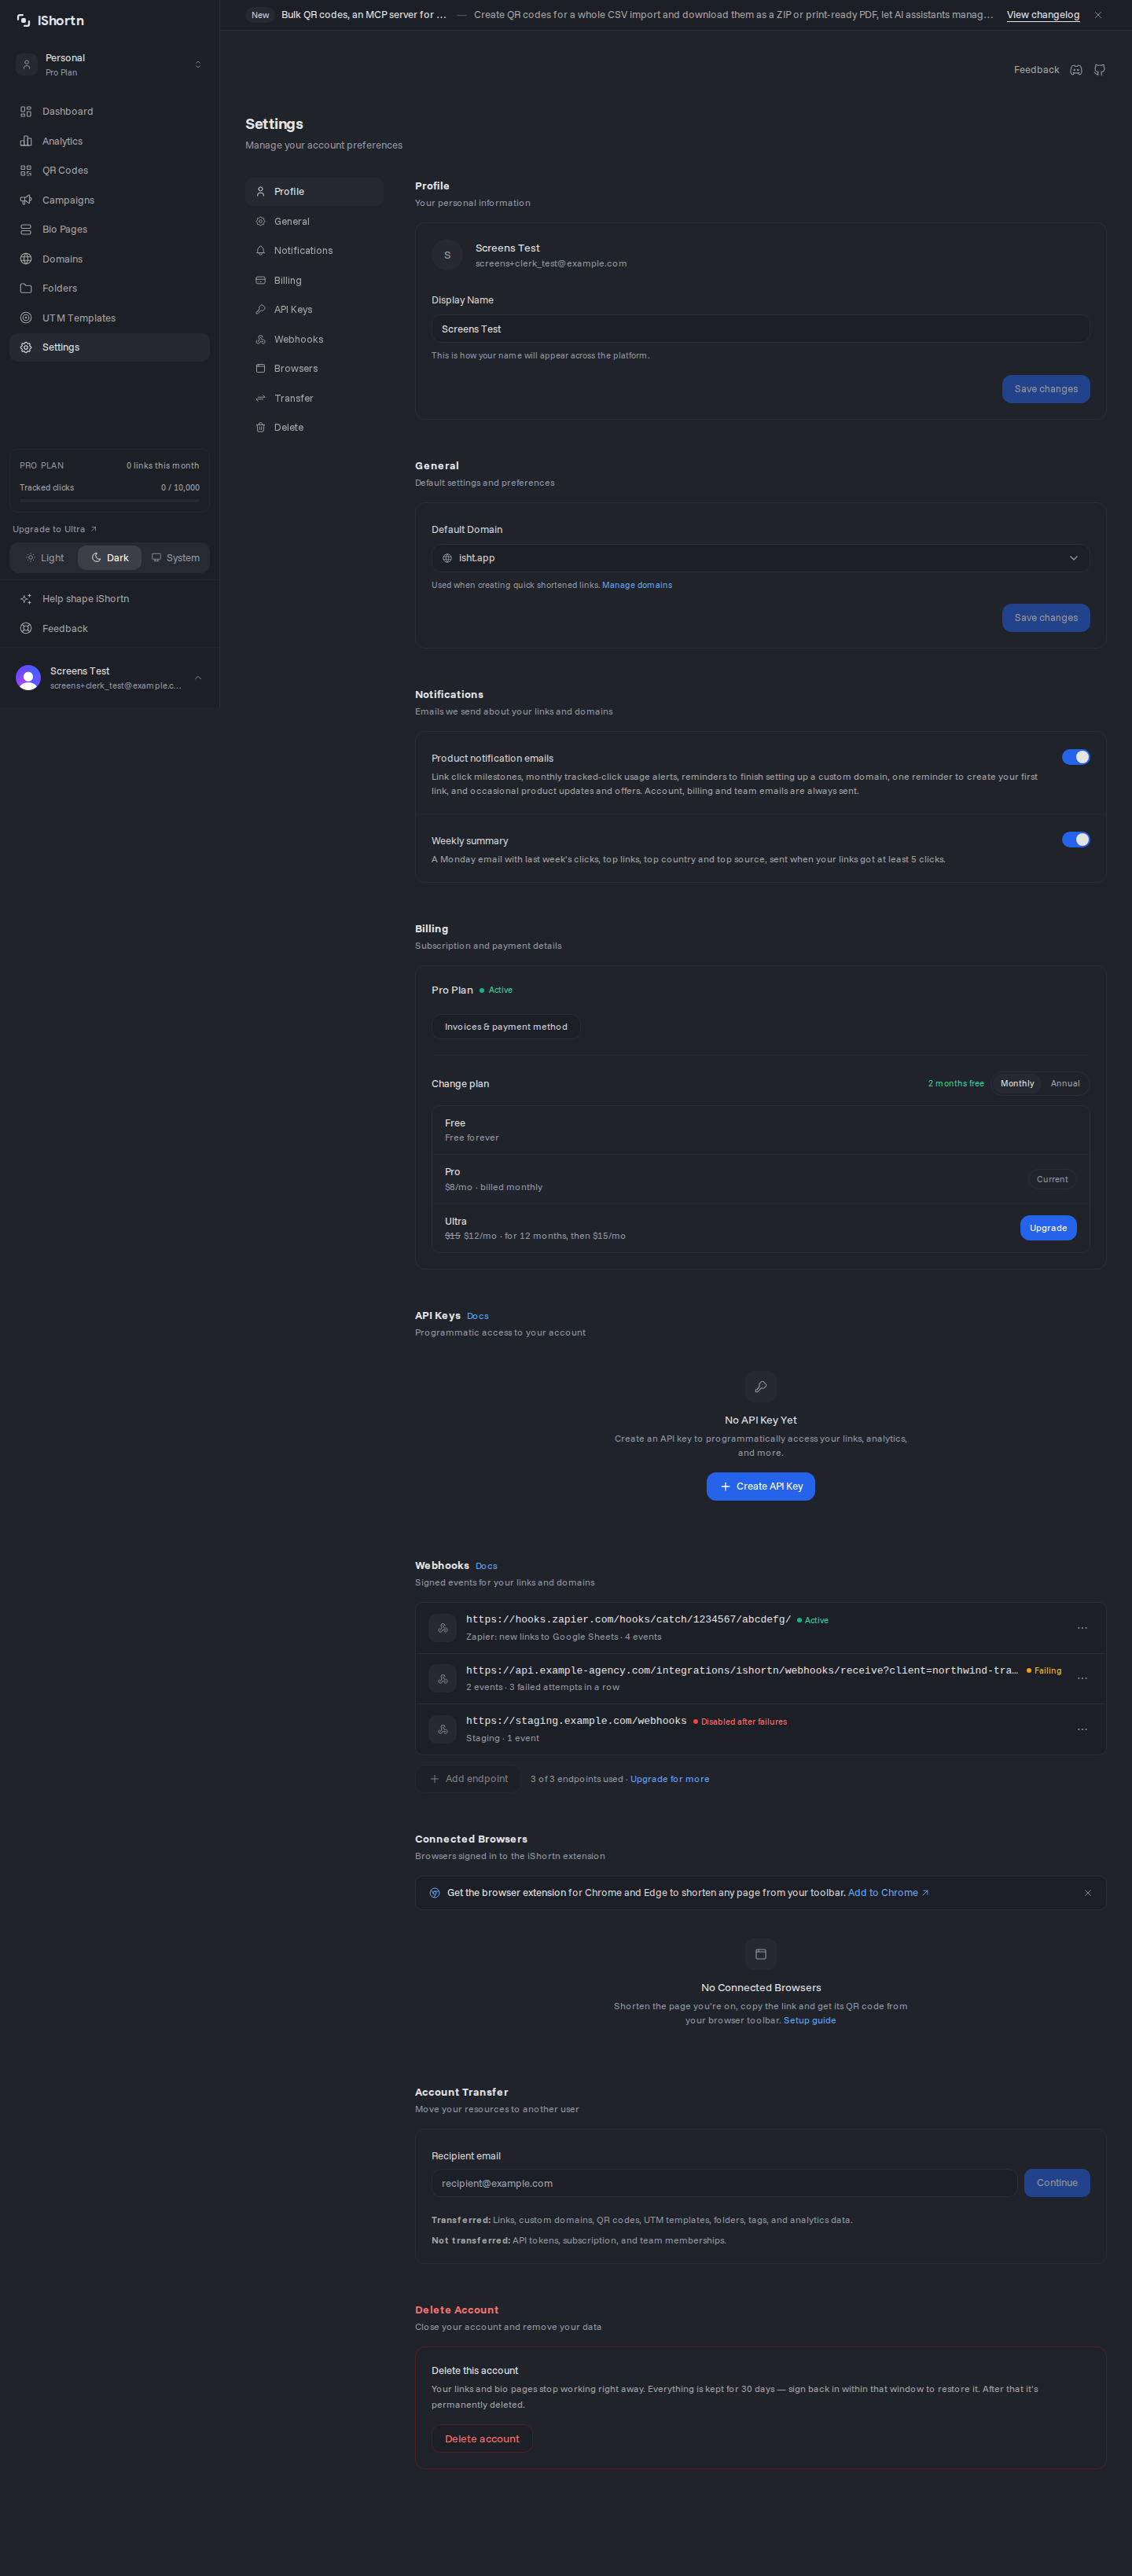 iShortn
Personal
Pro Plan
Dashboard
Analytics
QR Codes
Campaigns
Bio Pages
Domains
Folders
UTM Templates
Settings
PRO PLAN 0 links this month
Tracked clicks 0 / 10,000
Upgrade to Ultra
Light Dark System
Help shape iShortn
Feedback
Screens Test
screens+clerk_test@example.c...
New Bulk QR codes, an MCP server for ... — Create QR codes for a whole CSV import and download them as a ZIP or print-ready PDF, let AI assistants manag... View changelog
Feedback
Settings
Manage your account preferences
Profile
General
Notifications
Billing
API Keys
Webhooks
Browsers
Transfer
Delete
Profile
Your personal information
S
Screens Test
screens+clerk_test@example.com
Display Name
Screens Test
This is how your name will appear across the platform.
Save changes
General
Default settings and preferences
Default Domain
isht.app
Used when creating quick shortened links. Manage domains
Save changes
Notifications
Emails we send about your links and domains
Product notification emails
Link click milestones, monthly tracked-click usage alerts, reminders to finish setting up a custom domain, one reminder to create your first
link, and occasional product updates and offers. Account, billing and team emails are always sent.
Weekly summary
A Monday email with last week's clicks, top links, top country and top source, sent when your links got at least 5 clicks.
Billing
Subscription and payment details
Pro Plan Active
Invoices & payment method
Change plan 2 months free Monthly Annual
Free
Free forever
Pro
$8/mo · billed monthly
Current
Ultra
$15 $12/mo · for 12 months, then $15/mo
Upgrade
API Keys Docs
Programmatic access to your account
No API Key Yet
Create an API key to programmatically access your links, analytics,
and more.
Create API Key
Webhooks Docs
Signed events for your links and domains
https://hooks.zapier.com/hooks/catch/1234567/abcdefg/ Active
Zapier: new links to Google Sheets · 4 events
https://api.example-agency.com/integrations/ishortn/webhooks/receive?client=northwind-tra... Failing
2 events · 3 failed attempts in a row
https://staging.example.com/webhooks Disabled after failures
Staging · 1 event
Add endpoint 3 of 3 endpoints used · Upgrade for more
Connected Browsers
Browsers signed in to the iShortn extension
Get the browser extension for Chrome and Edge to shorten any page from your toolbar. Add to Chrome
No Connected Browsers
Shorten the page you're on, copy the link and get its QR code from
your browser toolbar. Setup guide
Account Transfer
Move your resources to another user
Recipient email
recipient@example.com
Continue
Transferred: Links, custom domains, QR codes, UTM templates, folders, tags, and analytics data.
Not transferred: API tokens, subscription, and team memberships.
Delete Account
Close your account and remove your data
Delete this account
Your links and bio pages stop working right away. Everything is kept for 30 days — sign back in within that window to restore it. After that it's
permanently deleted.
Delete account